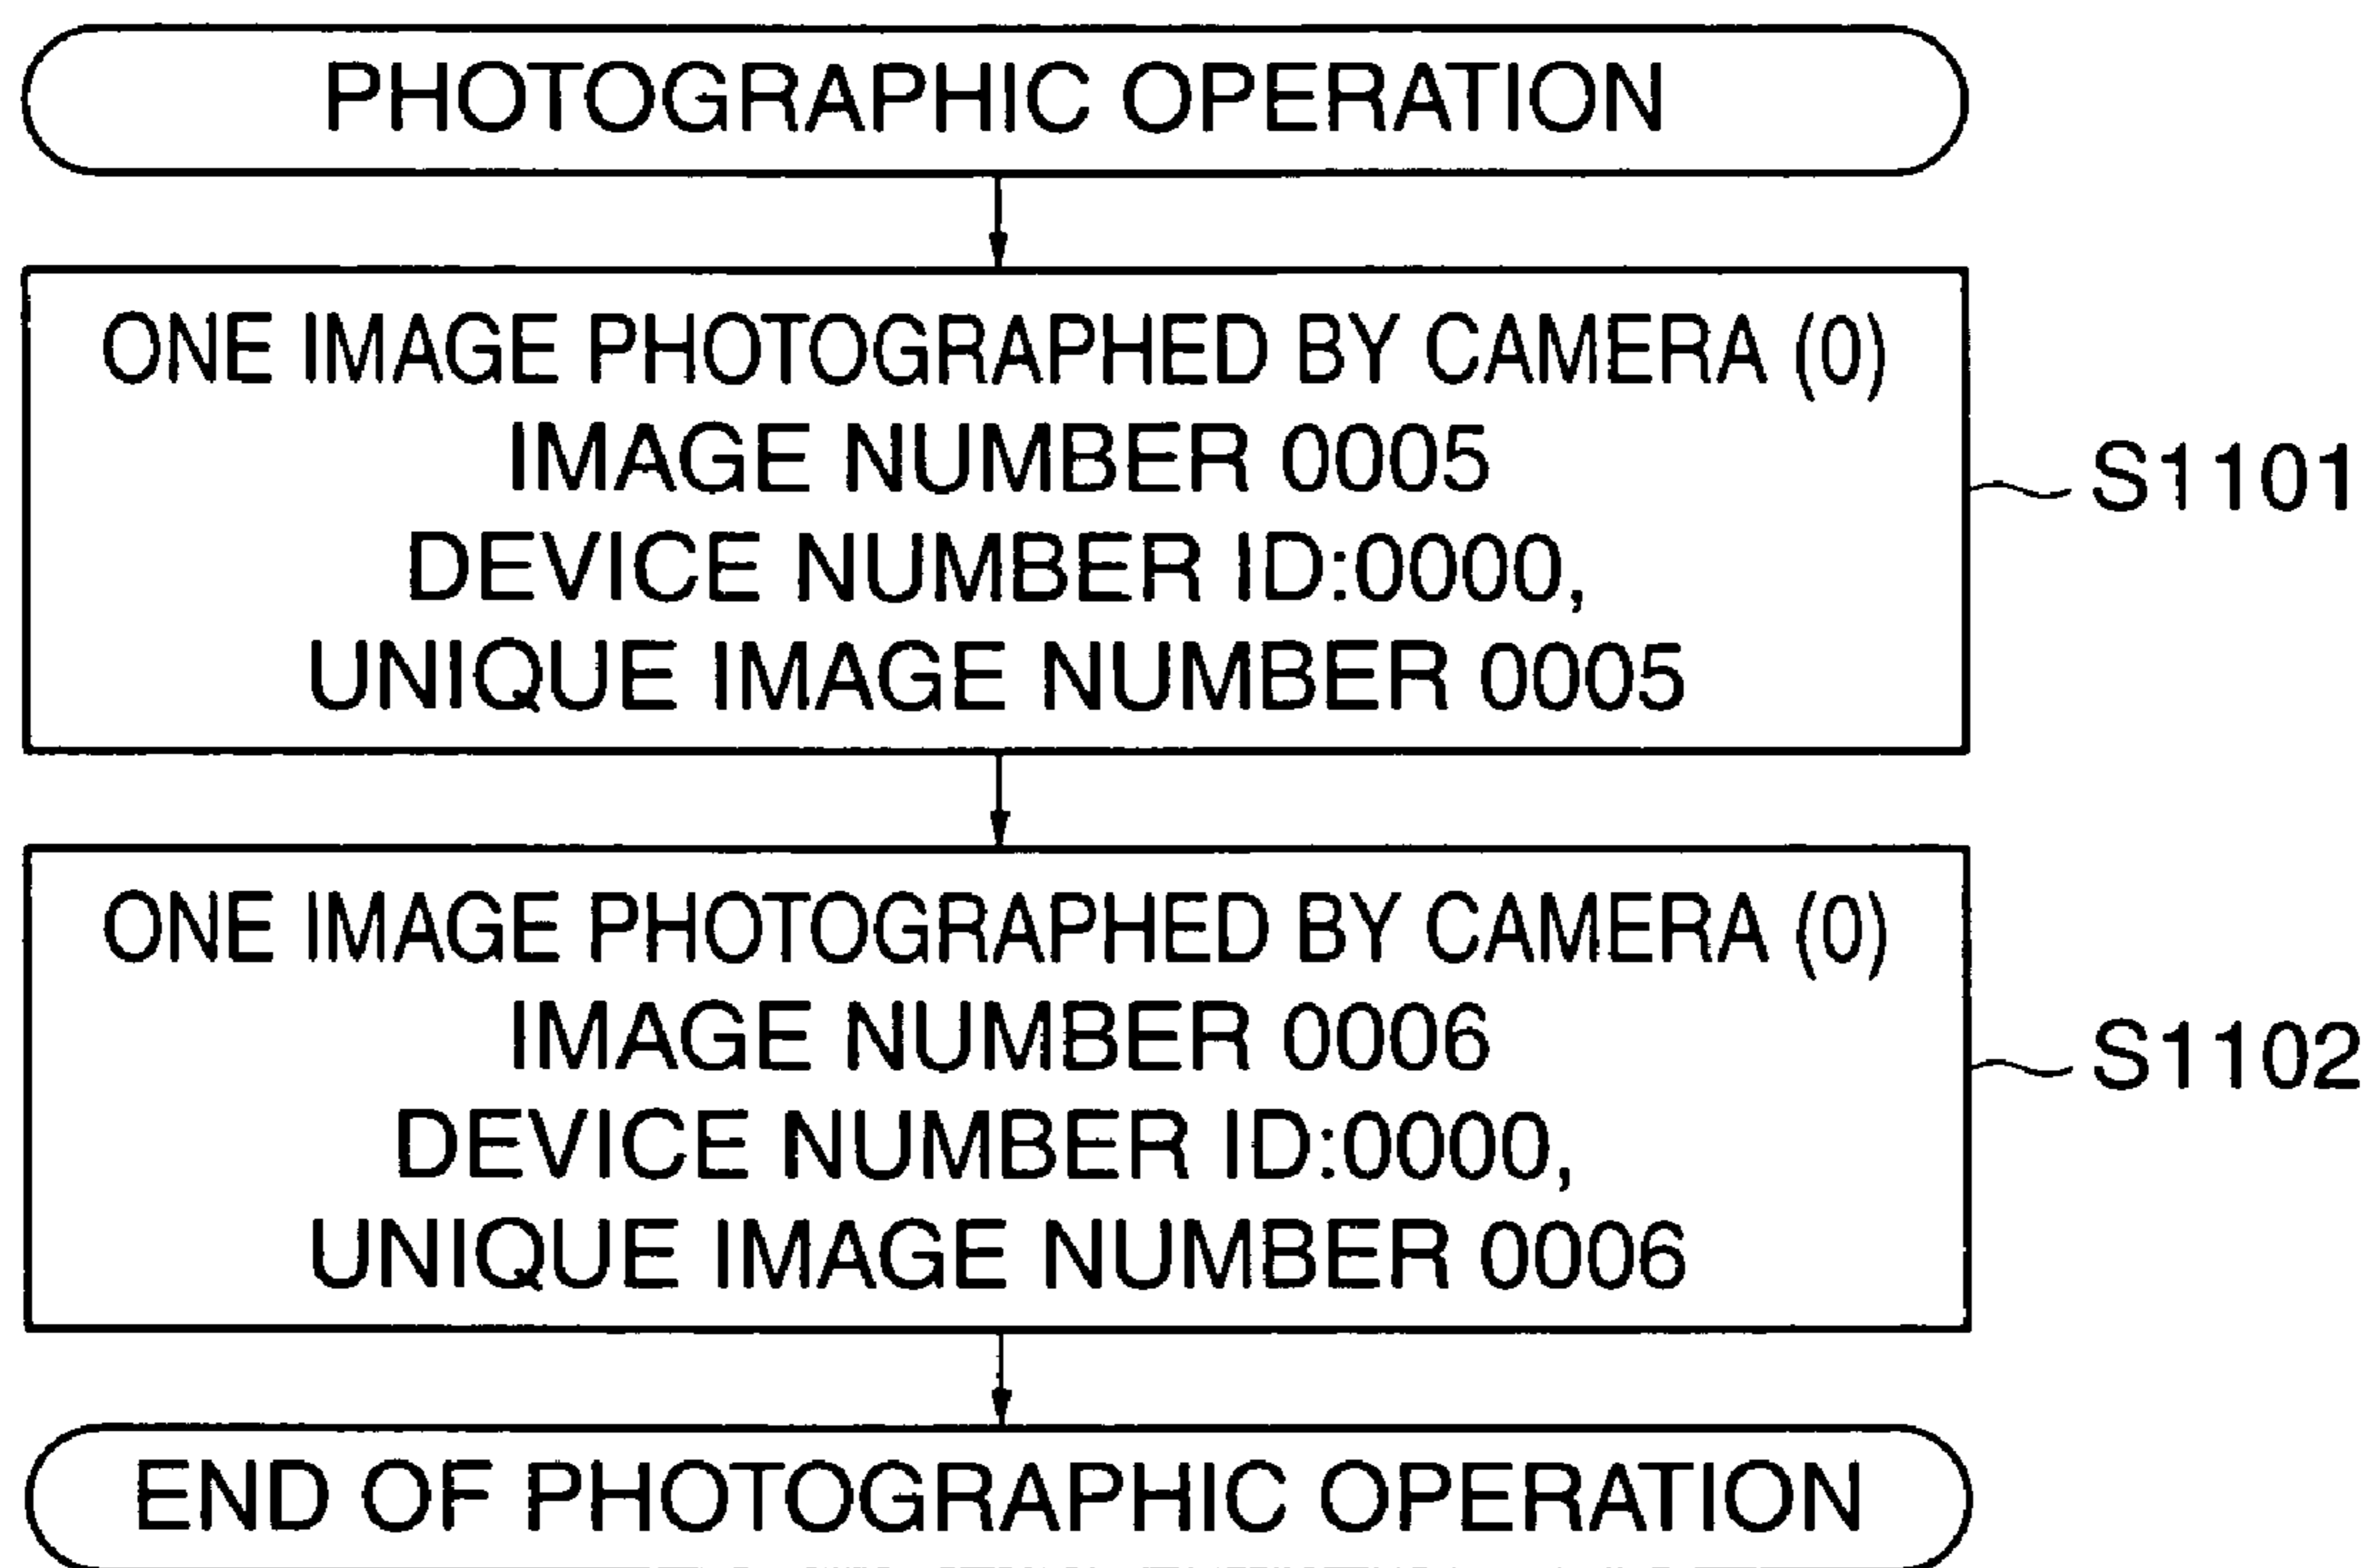 PHOTOGRAPHIC OPERATION
ONE IMAGE PHOTOGRAPHED BY CAMERA (0)
IMAGE NUMBER 0005
DEVICE NUMBER ID:0000,
UNIQUE IMAGE NUMBER 0005
S1101
ONE IMAGE PHOTOGRAPHED BY CAMERA (0)
IMAGE NUMBER 0006
DEVICE NUMBER ID:0000,
UNIQUE IMAGE NUMBER 0006
S1102
END OF PHOTOGRAPHIC OPERATION